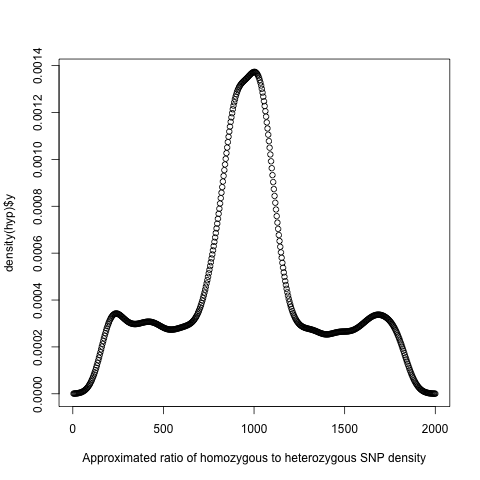 density(hyp)$y
0.0014
0.0012
0.0010
0.0008
0.0006
0.0004
0.0002
0.0000
0 500 1000 1500 2000
Approximated ratio of homozygous to heterozygous SNP density